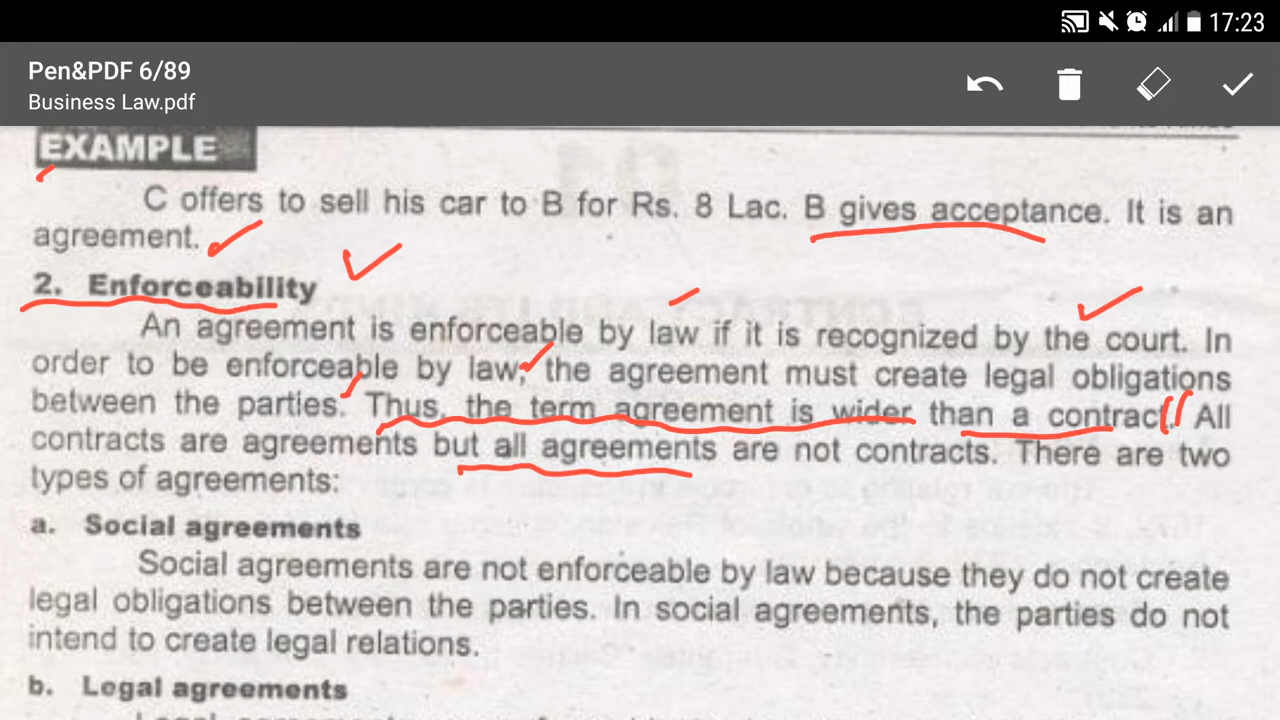 17:23
Pen&PDF 6/89
Business Law.pdf
EXAMPLE
C offers to sell his car to B for Rs. 8 Lac. B gives acceptance. It is an
agreement.
2. Enforceability
An agreement is enforceable by law if it is recognized by the court. In
order to be enforceable by law, the agreement must create legal obligations
between the parties. Thus, the term agreement is wider than a contract. All
contracts are agreements but all agreements are not contracts. There are two
types of agreements:
a. Social agreements
Social agreements are not enforceable by law because they do not create
legal obligations between the parties. In social agreements, the parties do not
intend to create legal relations.
b. Legal agreements